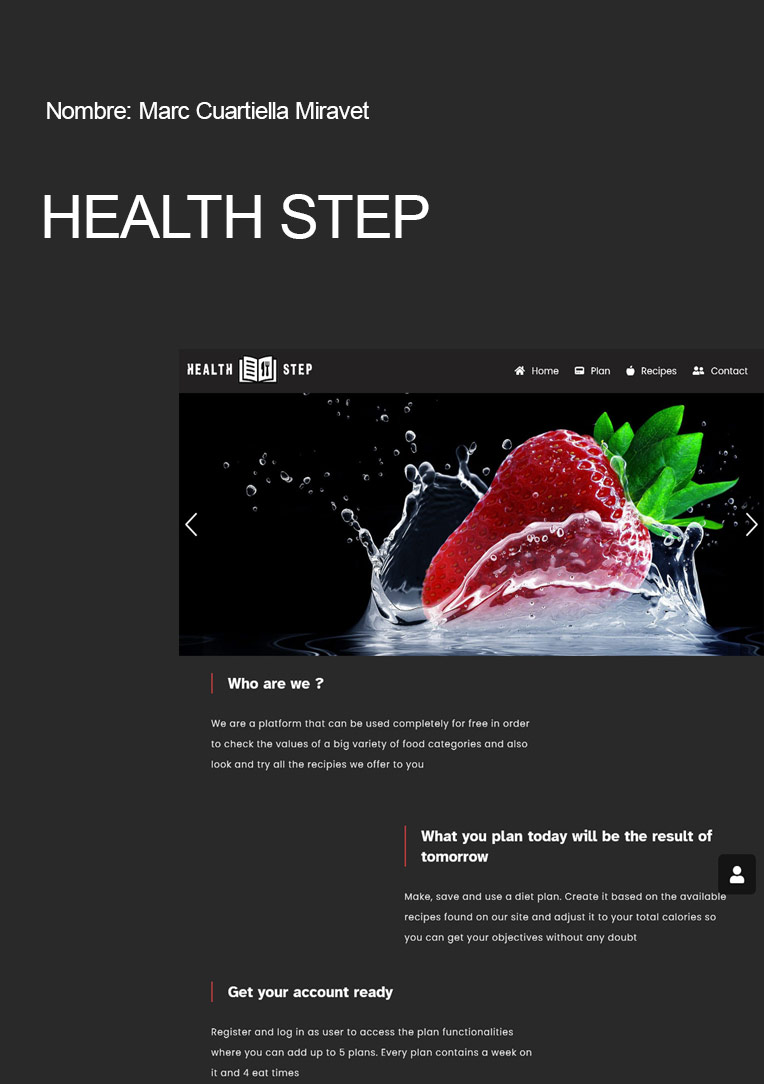 Nombre: Marc Cuartiella Miravet
HEALTH STEP
HEALTH STEP
Home Plan Recipes Contact
Who are we ?
We are a platform that can be used completely for free in order
to check the values of a big variety of food categories and also
look and try all the recipies we offer to you
What you plan today will be the result of
tomorrow
Make, save and use a diet plan. Create it based on the available
recipes found on our site and adjust it to your total calories so
you can get your objectives without any doubt
Get your account ready
Register and log in as user to access the plan functionalities
where you can add up to 5 plans. Every plan contains a week on
it and 4 eat times